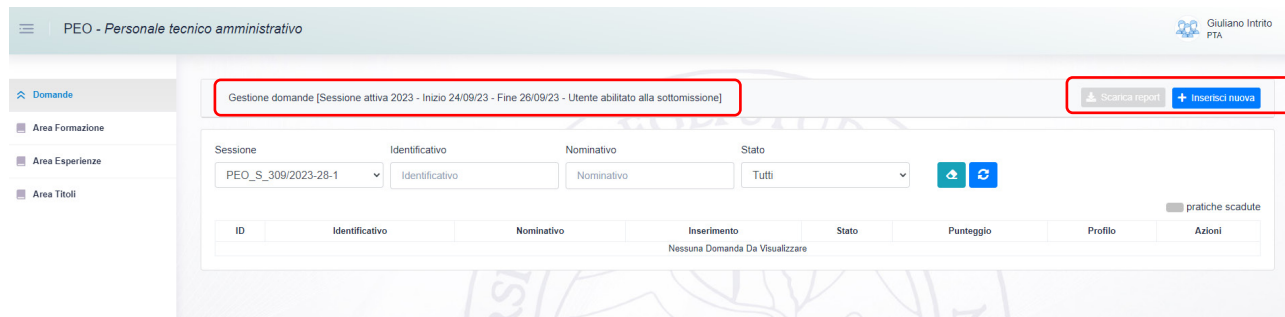 PEO - Personale tecnico amministrativo
Giuliano Intrito
PTA
Domande
Area Formazione
Area Esperienze
Area Titoli
Gestione domande [Sessione attiva 2023 - Inizio 24/09/23 - Fine 26/09/23 - Utente abilitato alla sottomissione]
Scarica report
+ Inserisci nuova
Sessione Identificativo Nominativo Stato
PEO_S_309/2023-28-1 Identificativo Nominativo Tutti
pratiche scadute
ID Identificativo Nominativo Inserimento Stato Punteggio Profilo Azioni
Nessuna Domanda Da Visualizzare